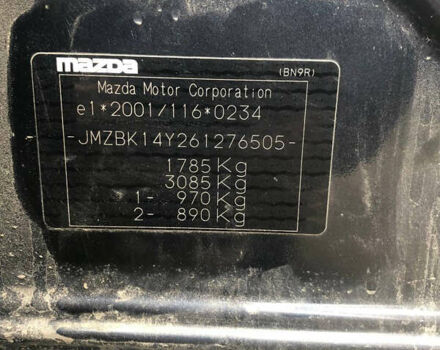 mazda
(BN9R)
Mazda Motor Corporation
e1*2001/116*0234
-JMZBK14Y261276505-
1785Kg
3085Kg
1- 970Kg
2- 890Kg